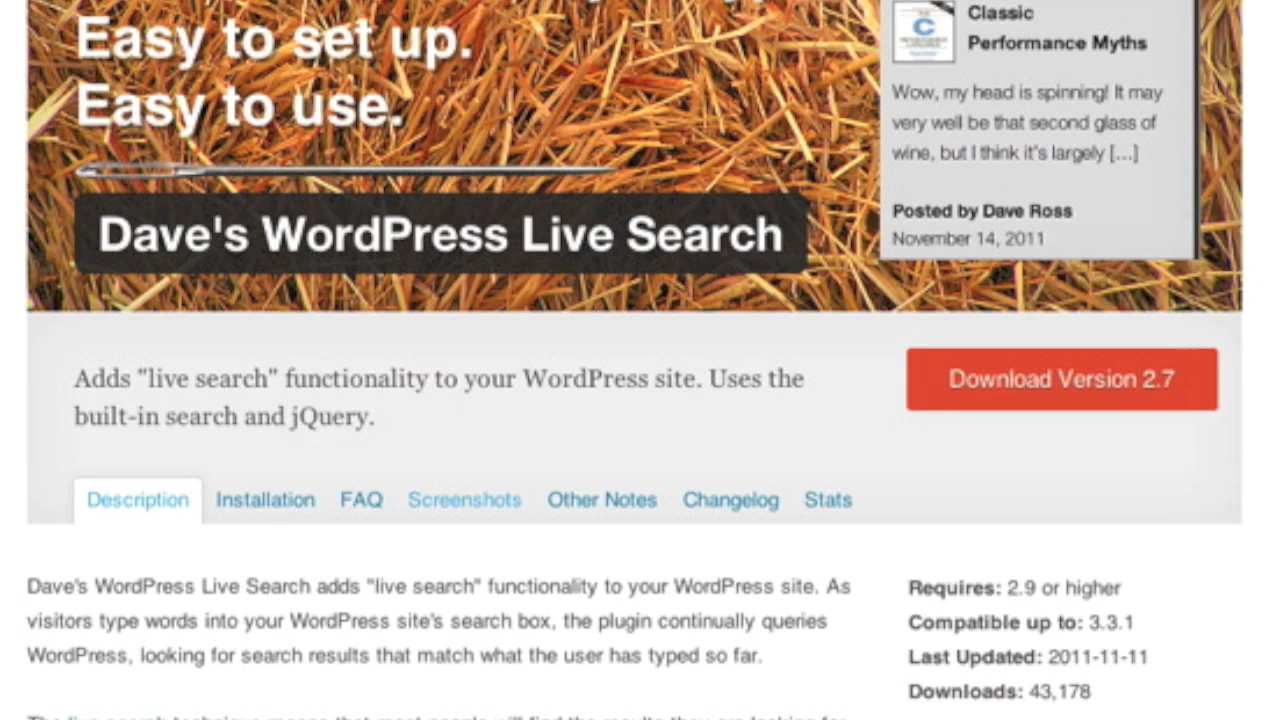 Easy to set up.
Easy to use.
Dave's WordPress Live Search
Classic
Performance Myths
Wow, my head is spinning! It may
very well be that second glass of
wine, but I think it's largely [...]
Posted by Dave Ross
November 14, 2011
Adds "live search" functionality to your WordPress site. Uses the
built-in search and jQuery.
Download Version 2.7
Description Installation FAQ Screenshots Other Notes Changelog Stats
Dave's WordPress Live Search adds "live search" functionality to your WordPress site. As
visitors type words into your WordPress site's search box, the plugin continually queries
WordPress, looking for search results that match what the user has typed so far.
Requires: 2.9 or higher
Compatible up to: 3.3.1
Last Updated: 2011-11-11
Downloads: 43,178